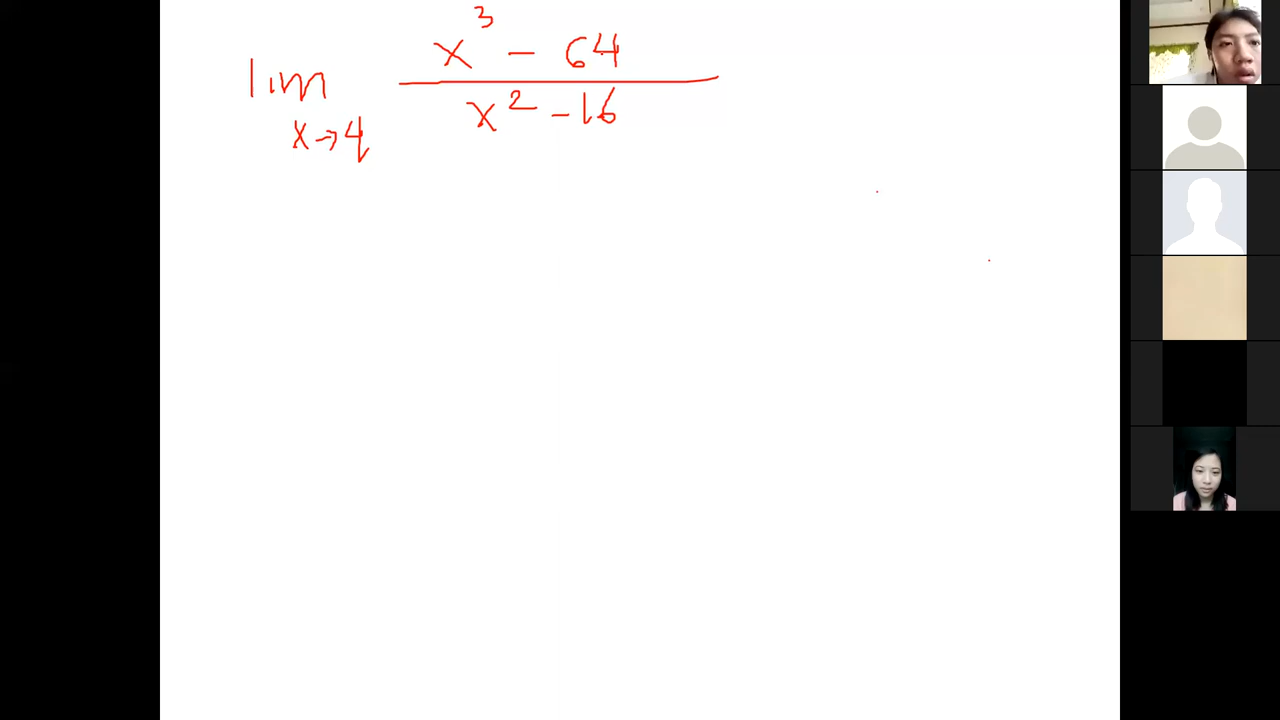 lim x³ - 64
x→4 x² - 16